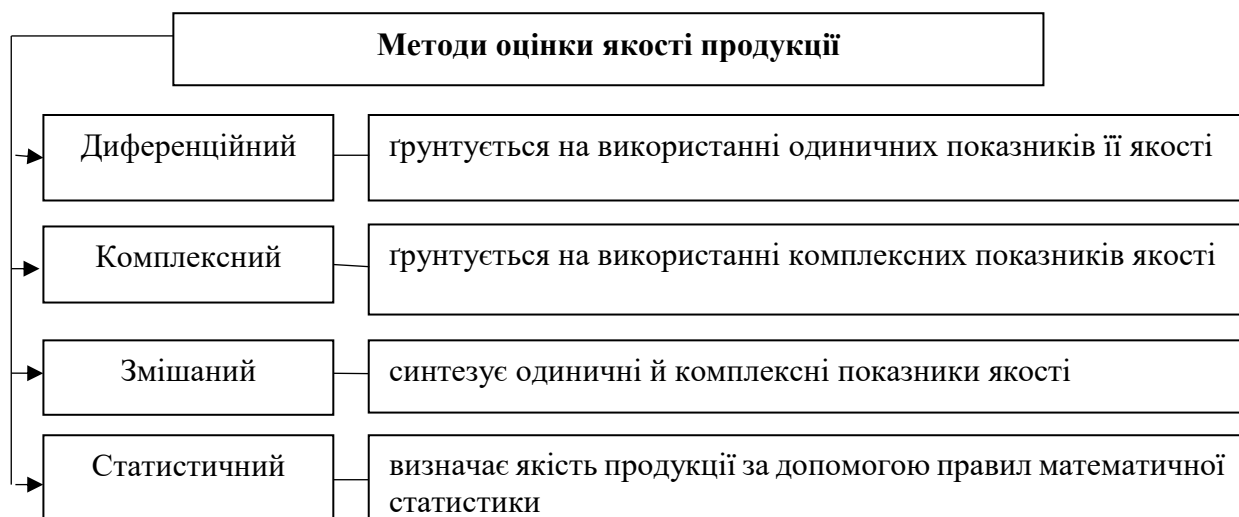 Методи оцінки якості продукції
Диференційний
ґрунтується на використанні одиничних показників її якості
Комплексний
ґрунтується на використанні комплексних показників якості
Змішаний
синтезує одиничні й комплексні показники якості
Статистичний
визначає якість продукції за допомогою правил математичної
статистики